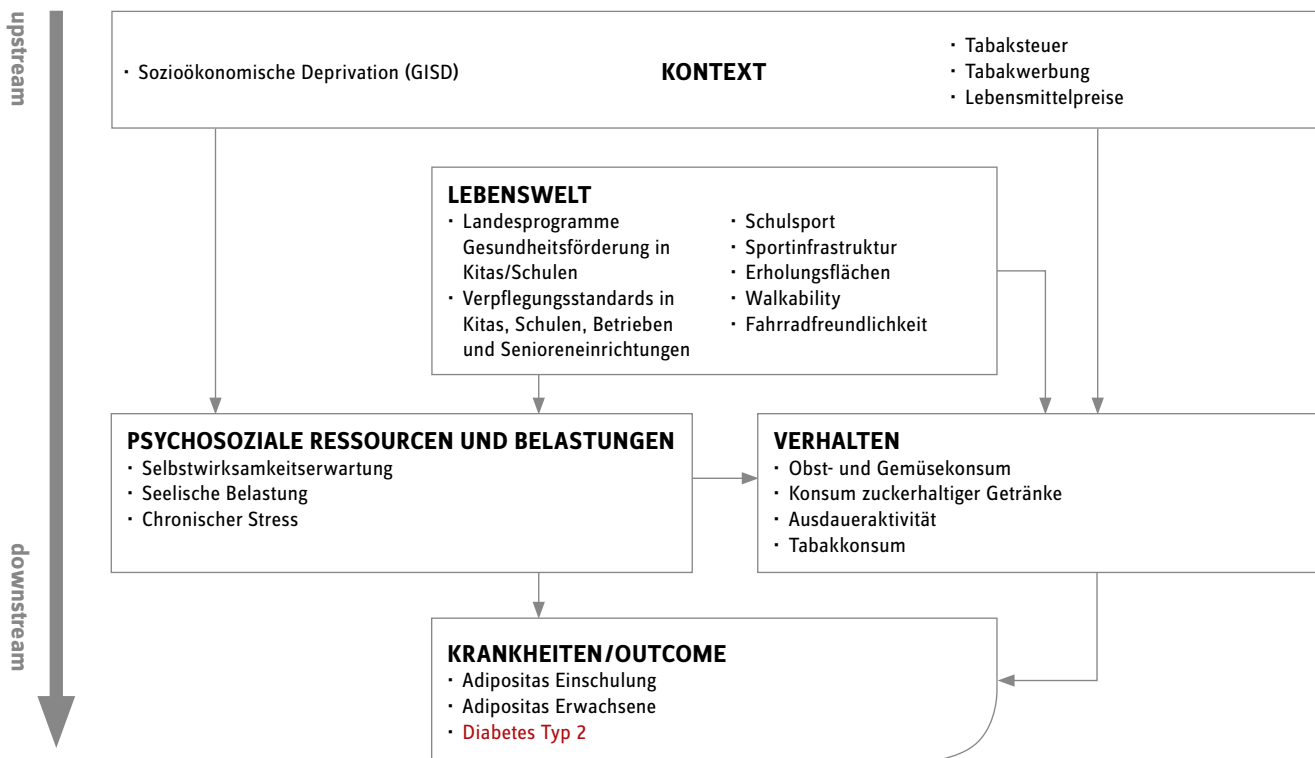 upstream
downstream
· Sozioökonomische Deprivation (GISD)
KONTEXT
· Tabaksteuer
· Tabakwerbung
· Lebensmittelpreise
LEBENSWELT
· Landesprogramme
Gesundheitsförderung in
Kitas/Schulen
· Verpflegungsstandards in
Kitas, Schulen, Betrieben
und Senioreneinrichtungen
· Schulsport
· Sportinfrastruktur
· Erholungsflächen
· Walkability
· Fahrradfreundlichkeit
PSYCHOSOZIALE RESSOURCEN UND BELASTUNGEN
· Selbstwirksamkeitserwartung
· Seelische Belastung
· Chronischer Stress
VERHALTEN
· Obst- und Gemüsekonsum
· Konsum zuckerhaltiger Getränke
· Ausdaueraktivität
· Tabakkonsum
KRANKHEITEN/OUTCOME
· Adipositas Einschulung
· Adipositas Erwachsene
· Diabetes Typ 2